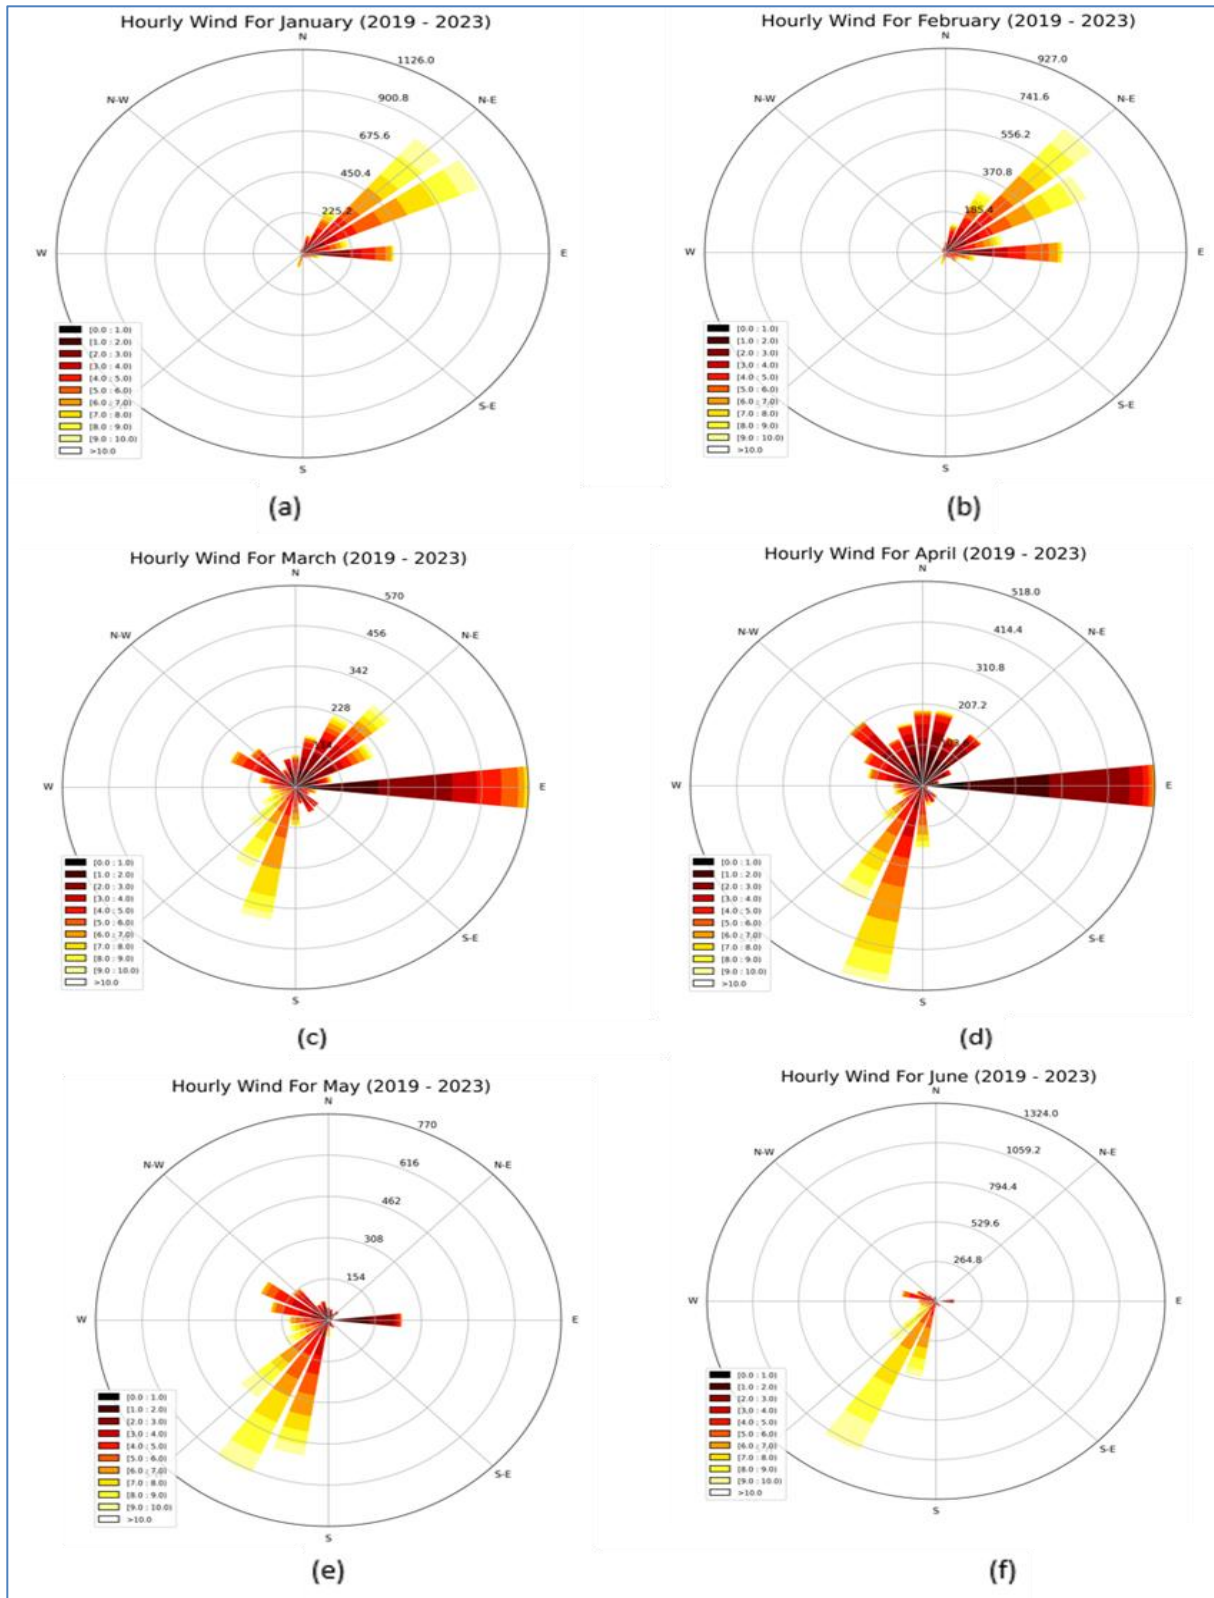 Hourly Wind For January (2019 - 2023)
N
1126.0
900.8
N-W
N-E
675.6
450.4
225.2
W
E
[0.0 : 1.0)
[1.0 : 2.0)
[2.0 : 3.0)
[3.0 : 4.0)
[4.0 : 5.0)
[5.0 : 6.0)
[6.0 : 7.0)
[7.0 : 8.0)
[8.0 : 9.0)
[9.0 : 10.0)
>10.0
S-E
S
(a)
Hourly Wind For February (2019 - 2023)
N
927.0
741.6
N-W
N-E
556.2
370.8
185.4
W
E
[0.0 : 1.0)
[1.0 : 2.0)
[2.0 : 3.0)
[3.0 : 4.0)
[4.0 : 5.0)
[5.0 : 6.0)
[6.0 : 7.0)
[7.0 : 8.0)
[8.0 : 9.0)
[9.0 : 10.0)
>10.0
S-E
S
(b)
Hourly Wind For March (2019 - 2023)
N
570
456
N-W
N-E
342
228
W
E
[0.0 : 1.0)
[1.0 : 2.0)
[2.0 : 3.0)
[3.0 : 4.0)
[4.0 : 5.0)
[5.0 : 6.0)
[6.0 : 7.0)
[7.0 : 8.0)
[8.0 : 9.0)
[9.0 : 10.0)
>10.0
S-E
S
(c)
Hourly Wind For April (2019 - 2023)
N
518.0
414.4
N-W
N-E
310.8
207.2
W
E
[0.0 : 1.0)
[1.0 : 2.0)
[2.0 : 3.0)
[3.0 : 4.0)
[4.0 : 5.0)
[5.0 : 6.0)
[6.0 : 7.0)
[7.0 : 8.0)
[8.0 : 9.0)
[9.0 : 10.0)
>10.0
S-E
S
(d)
Hourly Wind For May (2019 - 2023)
N
770
616
N-W
N-E
462
308
154
W
E
[0.0 : 1.0)
[1.0 : 2.0)
[2.0 : 3.0)
[3.0 : 4.0)
[4.0 : 5.0)
[5.0 : 6.0)
[6.0 : 7.0)
[7.0 : 8.0)
[8.0 : 9.0)
[9.0 : 10.0)
>10.0
S-E
S
(e)
Hourly Wind For June (2019 - 2023)
N
1324.0
1059.2
N-W
N-E
794.4
529.6
264.8
W
E
[0.0 : 1.0)
[1.0 : 2.0)
[2.0 : 3.0)
[3.0 : 4.0)
[4.0 : 5.0)
[5.0 : 6.0)
[6.0 : 7.0)
[7.0 : 8.0)
[8.0 : 9.0)
[9.0 : 10.0)
>10.0
S-E
S
(f)